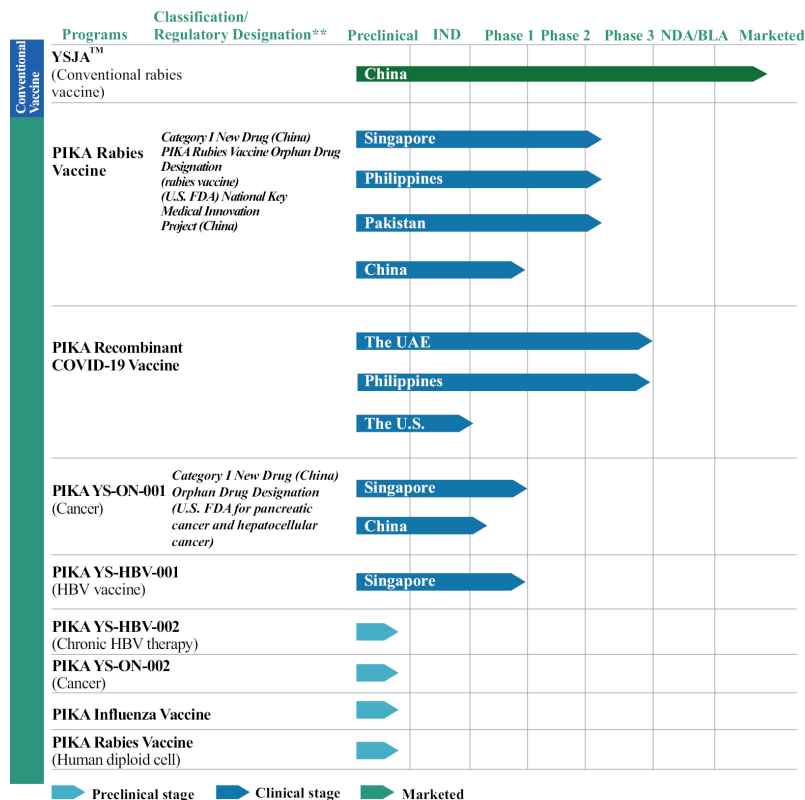 Programs
Classification/
Regulatory Designation**
Preclinical IND Phase 1 Phase 2 Phase 3 NDA/BLA Marketed
Conventional
Vaccine
YSJA™
(Conventional rabies
vaccine)
China
PIKA Rabies
Vaccine
Category I New Drug (China)
PIKA Rubies Vaccine Orphan Drug
Designation
(rabies vaccine)
(U.S. FDA) National Key
Medical Innovation
Project (China)
Singapore
Philippines
Pakistan
China
PIKA Recombinant
COVID-19 Vaccine
The UAE
Philippines
The U.S.
PIKA YS-ON-001
(Cancer)
Category I New Drug (China)
Orphan Drug Designation
(U.S. FDA for pancreatic
cancer and hepatocellular
cancer)
Singapore
China
PIKA YS-HBV-001
(HBV vaccine)
Singapore
PIKA YS-HBV-002
(Chronic HBV therapy)
PIKA YS-ON-002
(Cancer)
PIKA Influenza Vaccine
PIKA Rabies Vaccine
(Human diploid cell)
Preclinical stage Clinical stage Marketed